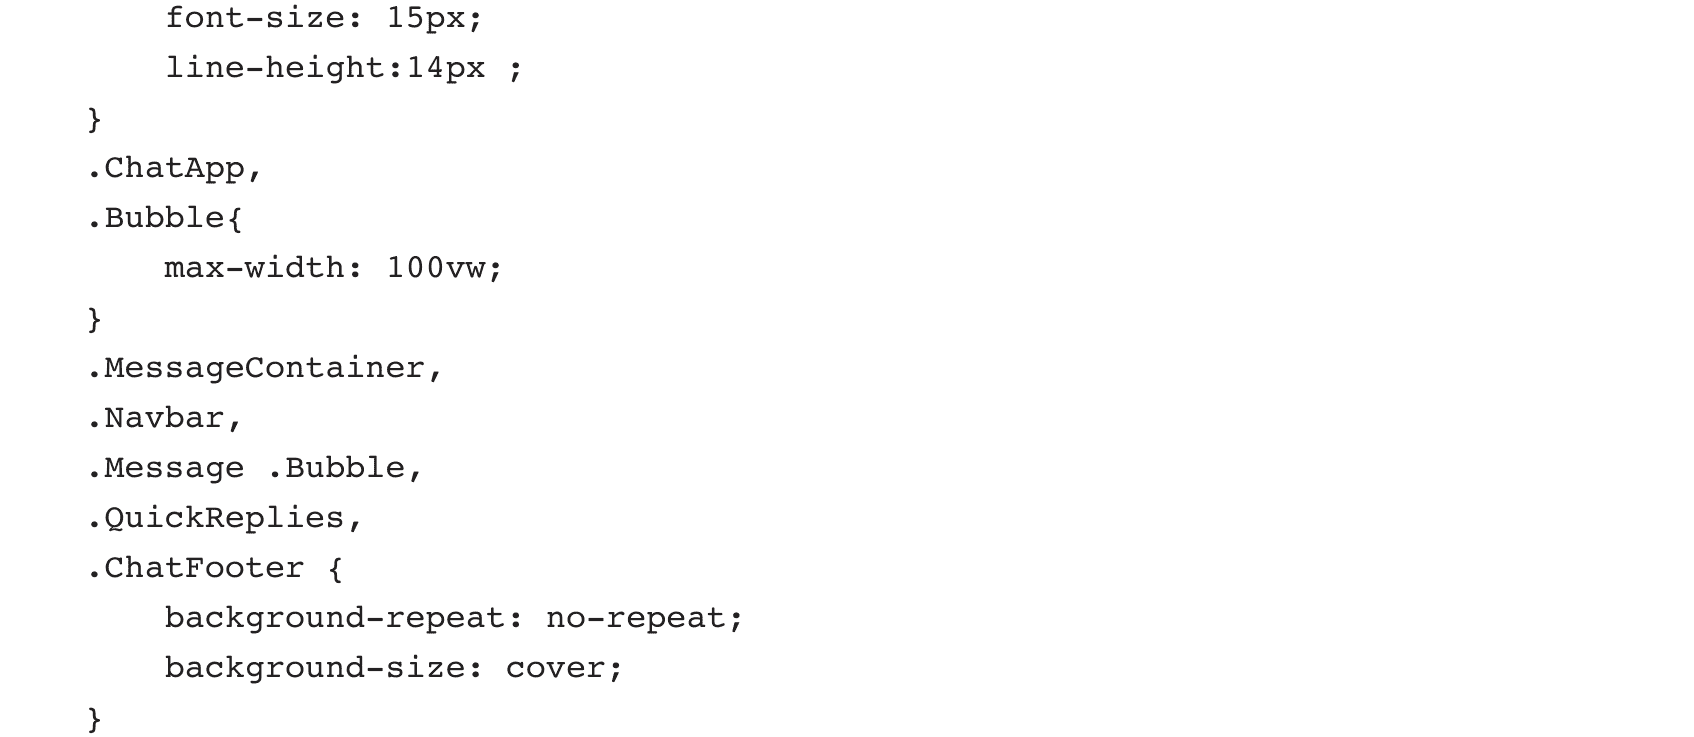 font-size: 15px;
    line-height:14px ;
}
.ChatApp,
.Bubble{
    max-width: 100vw;
}
.MessageContainer,
.Navbar,
.Message .Bubble,
.QuickReplies,
.ChatFooter {
    background-repeat: no-repeat;
    background-size: cover;
}